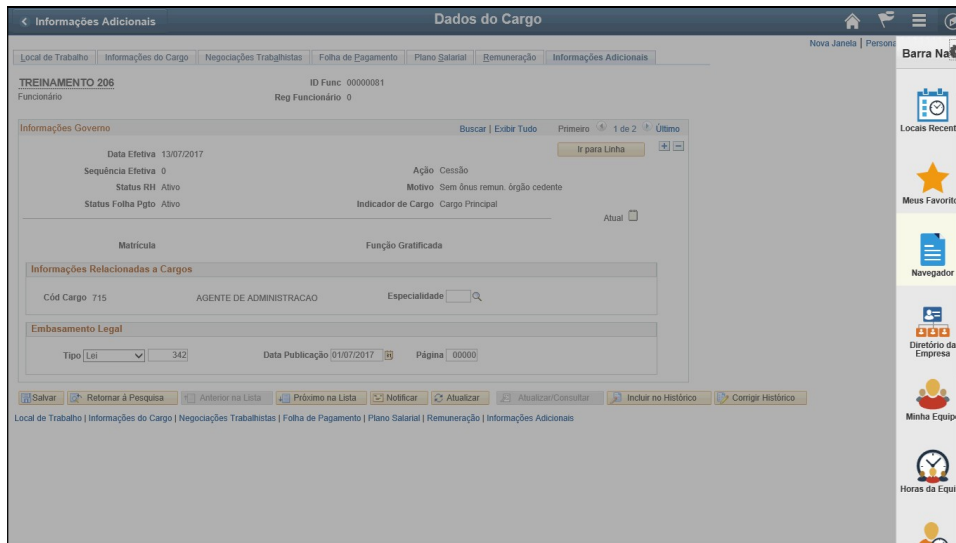 Informações Adicionais
Dados do Cargo
Nova Janela | Persona
Local de Trabalho Informações do Cargo Negociações Trabalhistas Folha de Pagamento Plano Salarial Remuneração Informações Adicionais
TREINAMENTO 206 ID Func 00000081
Funcionário Reg Funcionário 0
Informações Governo Buscar | Exibir Tudo Primeiro 1 de 2 Último
Data Efetiva 13/07/2017 Ir para Linha
Sequência Efetiva 0 Ação Cessão
Status RH Ativo Motivo Sem ônus remun. órgão cedente
Status Folha Pgto Ativo Indicador de Cargo Cargo Principal
Atual
Matrícula Função Gratificada
Informações Relacionadas a Cargos
Cód Cargo 715 AGENTE DE ADMINISTRACAO Especialidade
Embasamento Legal
Tipo Lei 342 Data Publicação 01/07/2017 Página 00000
Salvar Retornar à Pesquisa Anterior na Lista Próximo na Lista Notificar Atualizar Atualizar/Consultar Incluir no Histórico Corrigir Histórico
Local de Trabalho | Informações do Cargo | Negociações Trabalhistas | Folha de Pagamento | Plano Salarial | Remuneração | Informações Adicionais
Barra Na
Locais Recent
Meus Favorito
Navegador
Diretório da
Empresa
Minha Equipe
Horas da Equi